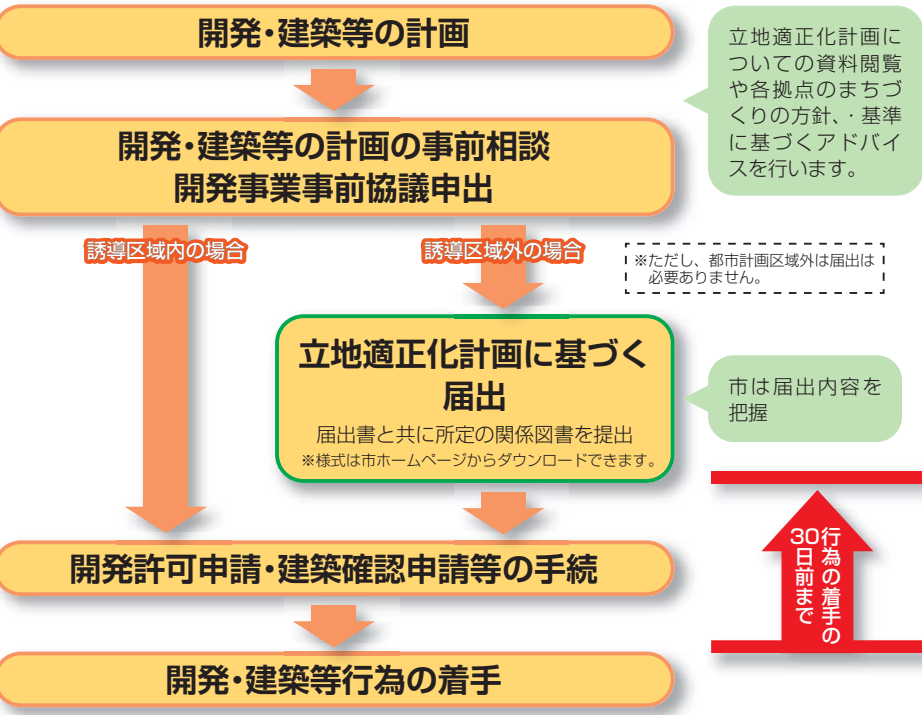 開発・建築等の計画
立地適正化計画に
ついての資料閲覧
や各拠点のまちづ
くりの方針、・基準
に基づくアドバイ
スを行います。
開発・建築等の計画の事前相談
開発事業事前協議申出
誘導区域内の場合
誘導区域外の場合
※ただし、都市計画区域外は届出は
必要ありません。
立地適正化計画に基づく
届出
届出書と共に所定の関係図書を提出
※様式は市ホームページからダウンロードできます。
市は届出内容を
把握
行為の着手の
30日前まで
開発許可申請・建築確認申請等の手続
開発・建築等行為の着手